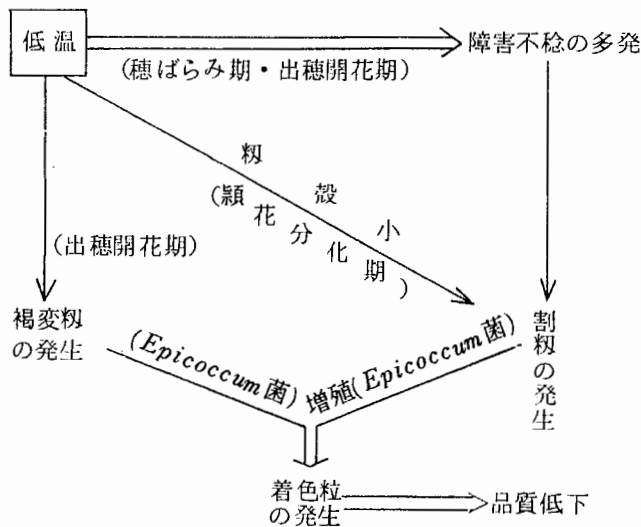 低温
障害不稔の多発
(穂ばらみ期・出穂開花期)
籾殻小
(穎花分化期)
(出穂開花期)
褐変籾
の発生
割籾の発生
(Epicoccum菌)
増殖(Epicoccum菌)
着色粒
の発生
品質低下